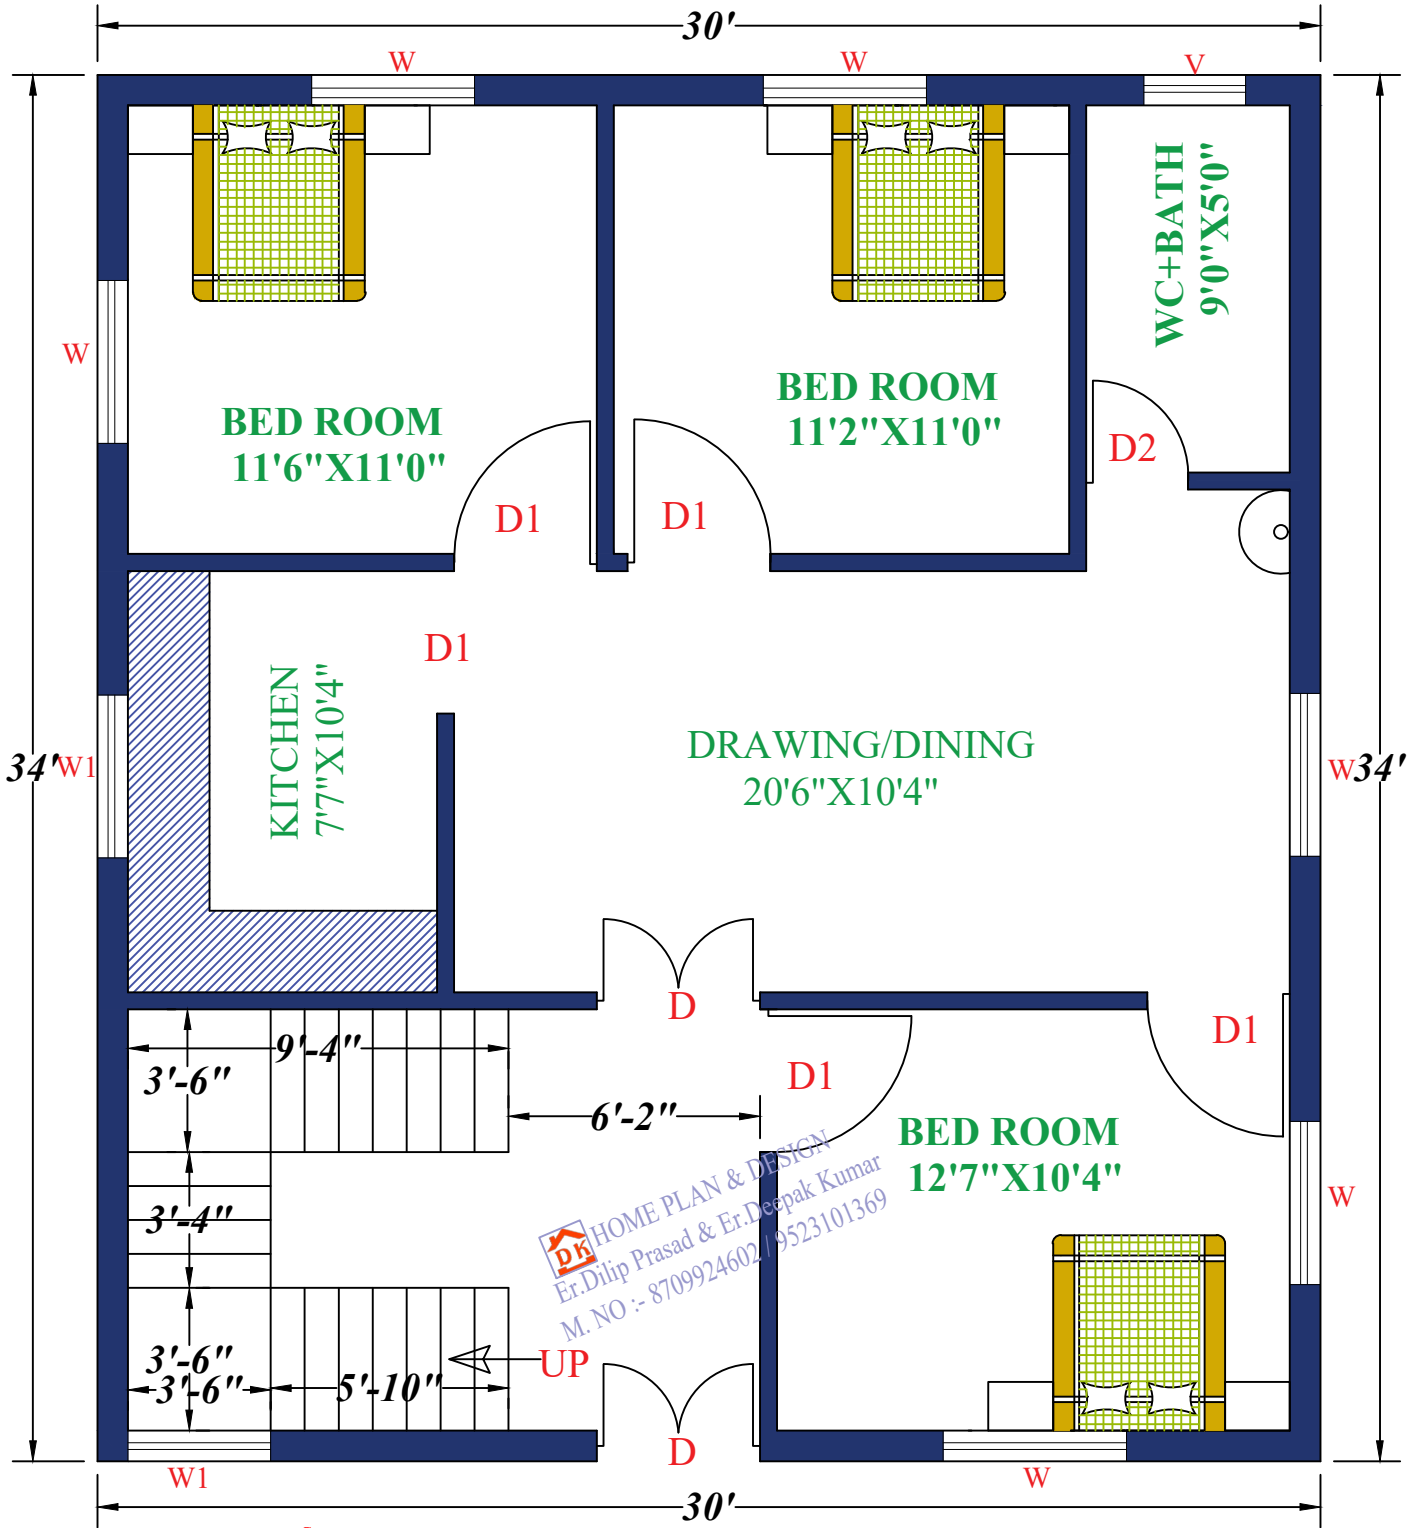 30'
W
W
V
WC+BATH
9'0"X5'0"
W
BED ROOM
11'6"X11'0"
BED ROOM
11'2"X11'0"
D2
D1
D1
D1
KITCHEN
7'7"X10'4"
DRAWING/DINING
20'6"X10'4"
34'
W1
W
34'
D
D1
9'-4"
3'-6"
D1
6'-2"
BED ROOM
12'7"X10'4"
HOME PLAN & DESIGN
Er.Dilip Prasad & Er.Deepak Kumar
M. NO :- 8709924602 / 9523101369
DK
W
3'-4"
3'-6"
3'-6"
5'-10"
UP
D
W1
W
30'